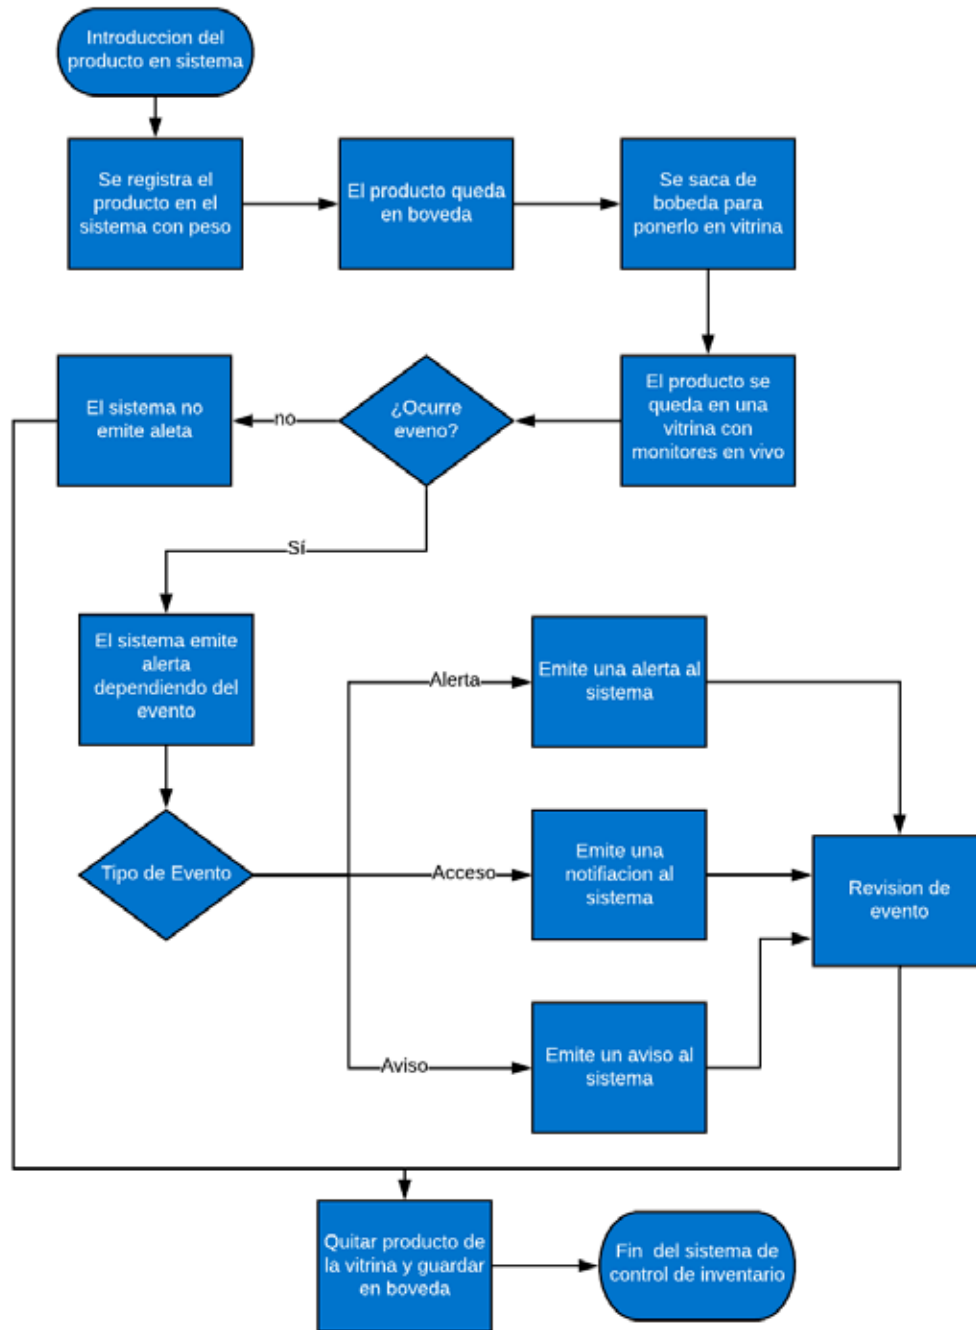 Introduccion del
producto en sistema
Se registra el
producto en el
sistema con peso
El producto queda
en boveda
Se saca de
bobeda para
ponerlo en vitrina
El sistema no
emite aleta
no
¿Ocurre
eveno?
El producto se
queda en una
vitrina con
monitores en vivo
Sí
El sistema emite
alerta
dependiendo del
evento
Alerta
Emite una alerta al
sistema
Tipo de Evento
Acceso
Emite una
notifiacion al
sistema
Revision de
evento
Aviso
Emite un aviso al
sistema
Quitar producto de
la vitrina y guardar
en boveda
Fin del sistema de
control de inventario